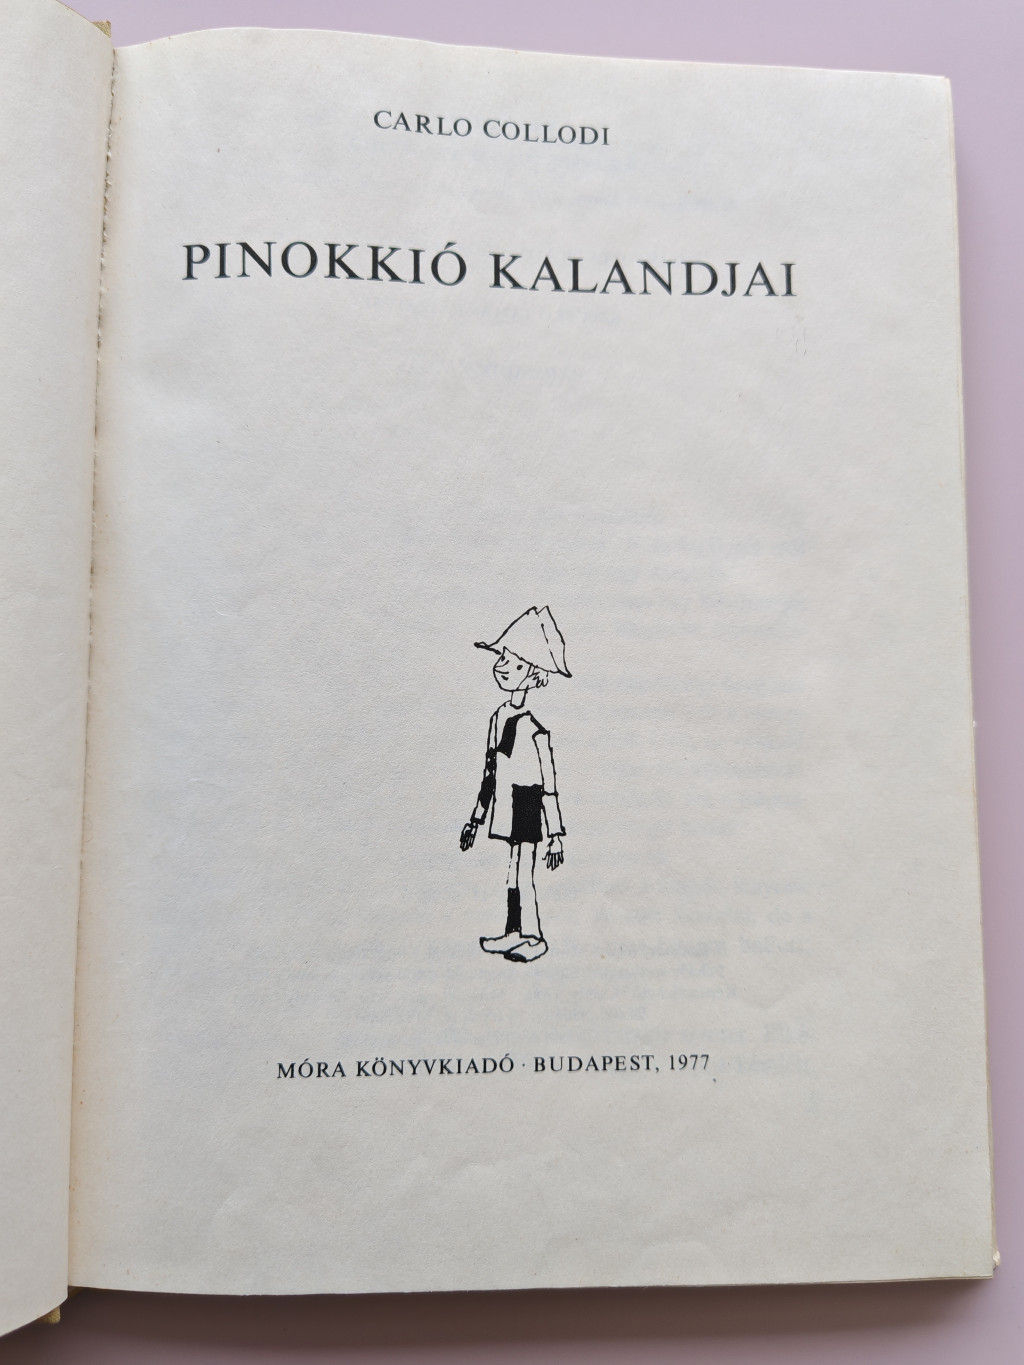 CARLO COLLODI
PINOKKIÓ KALANDJAI
MÓRA KÖNYVKIADÓ · BUDAPEST, 1977